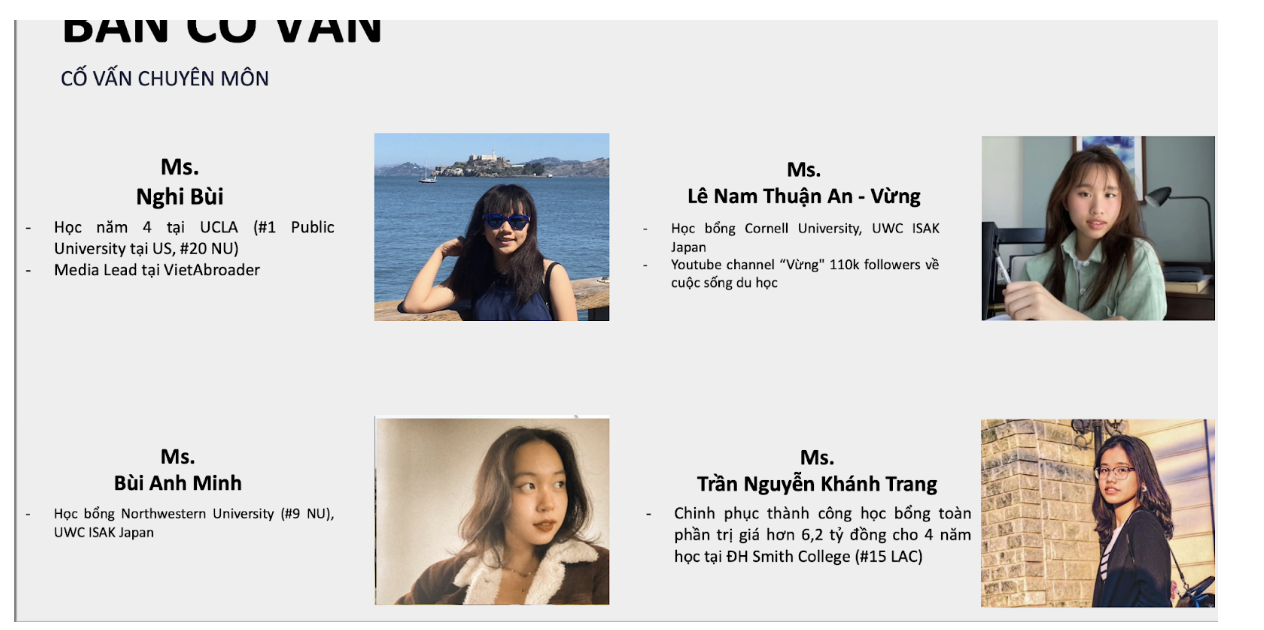 BAN CỐ VẤN
CỐ VẤN CHUYÊN MÔN
Ms.
Nghi Bùi
- Học năm 4 tại UCLA (#1 Public
University tại US, #20 NU)
- Media Lead tại VietAbroader
Ms.
Lê Nam Thuận An - Vừng
- Học bổng Cornell University, UWC ISAK
Japan
- Youtube channel “Vừng" 110k followers về
cuộc sống du học
Ms.
Bùi Anh Minh
- Học bổng Northwestern University (#9 NU),
UWC ISAK Japan
Ms.
Trần Nguyễn Khánh Trang
- Chinh phục thành công học bổng toàn
phần trị giá hơn 6,2 tỷ đồng cho 4 năm
học tại ĐH Smith College (#15 LAC)